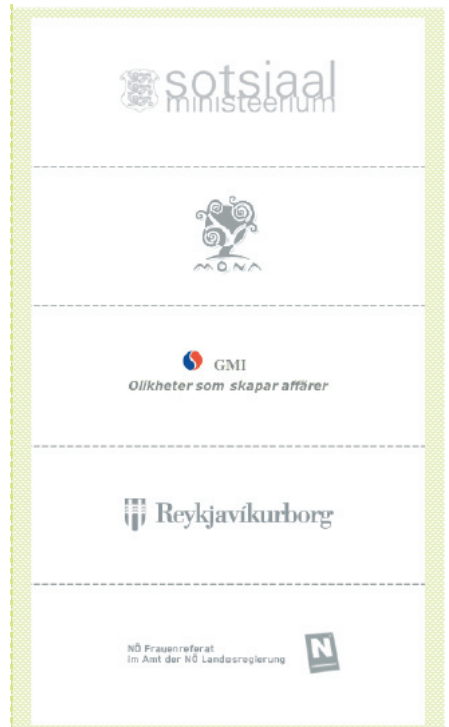 sotsiaal
ministeerium
MONA
GMI
Olikheter som skapar affärer
Reykjavíkurborg
NÖ Frauenreferat
im Amt der NÖ Landesregierung
N